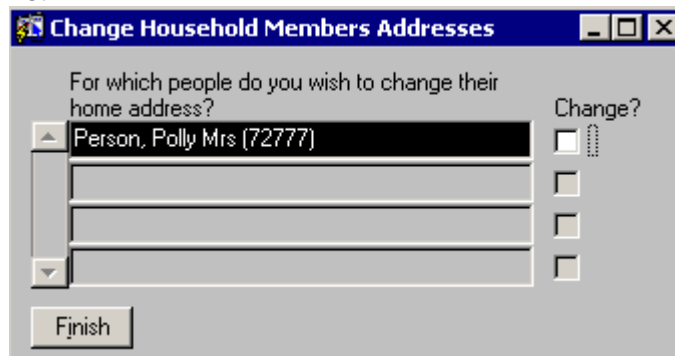 Change Household Members Addresses
For which people do you wish to change their
home address?
Change?
Person, Polly Mrs (72777)
Finish